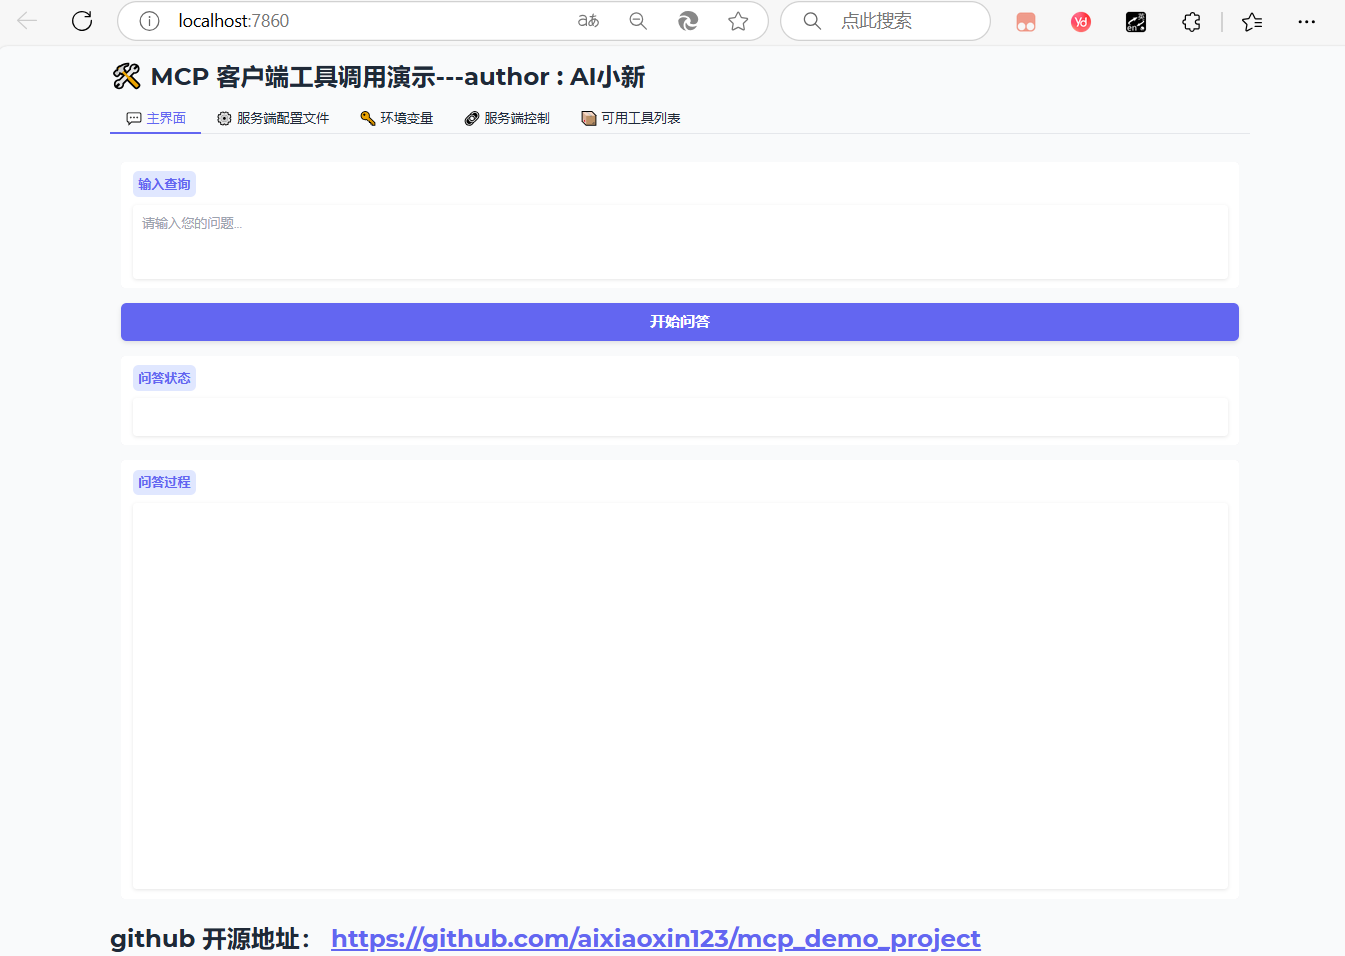 localhost:7860
点此搜索
🛠 MCP 客户端工具调用演示---author : AI小新
主界面
服务端配置文件
环境变量
服务端控制
可用工具列表
输入查询
请输入您的问题...
开始问答
问答状态
问答过程
github 开源地址： https://github.com/aixiaoxin123/mcp_demo_project